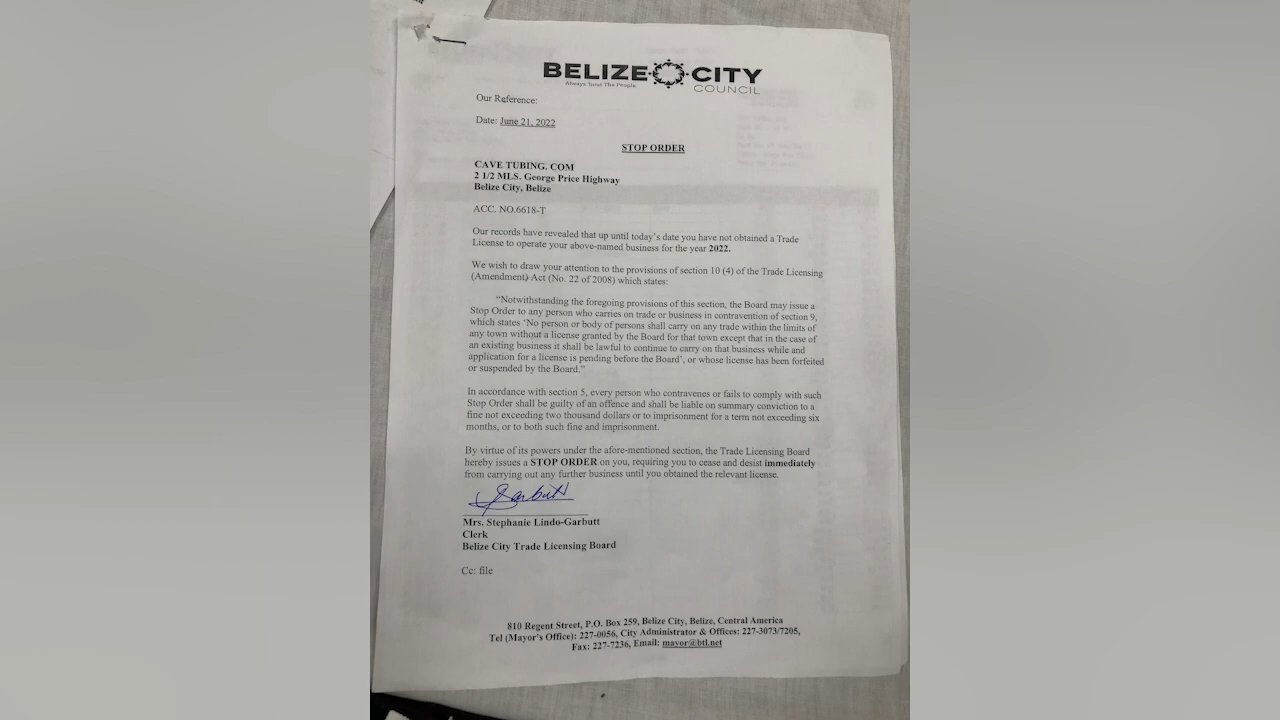 BELIZE CITY
Always 'bout The People
COUNCIL
Our Reference:
Date: June 21, 2022
STOP ORDER
CAVE TUBING. COM
2 1/2 MLS. George Price Highway
Belize City, Belize
ACC. NO.6618-T
Our records have revealed that up until today's date you have not obtained a Trade
License to operate your above-named business for the year 2022.
We wish to draw your attention to the provisions of section 10 (4) of the Trade Licensing
(Amendment) Act (No. 22 of 2008) which states:
"Notwithstanding the foregoing provisions of this section, the Board may issue a
Stop Order to any person who carries on trade or business in contravention of section 9,
which states 'No person or body of persons shall carry on any trade within the limits of
any town without a license granted by the Board for that town except that in the case of
an existing business it shall be lawful to continue to carry on that business while and
application for a license is pending before the Board', or whose license has been forfeited
or suspended by the Board."
In accordance with section 5, every person who contravenes or fails to comply with such
Stop Order shall be guilty of an offence and shall be liable on summary conviction to a
fine not exceeding two thousand dollars or to imprisonment for a term not exceeding six
months, or to both such fine and imprisonment.
By virtue of its powers under the afore-mentioned section, the Trade Licensing Board
hereby issues a STOP ORDER on you, requiring you to cease and desist immediately
from carrying out any further business until you obtained the relevant license.
SGarbutt
Mrs. Stephanie Lindo-Garbutt
Clerk
Belize City Trade Licensing Board
Cc: file
810 Regent Street, P.O. Box 259, Belize City, Belize, Central America
Tel (Mayor's Office): 227-0056, City Administrator & Offices: 227-3073/7205,
Fax: 227-7236, Email: mayor@btl.net